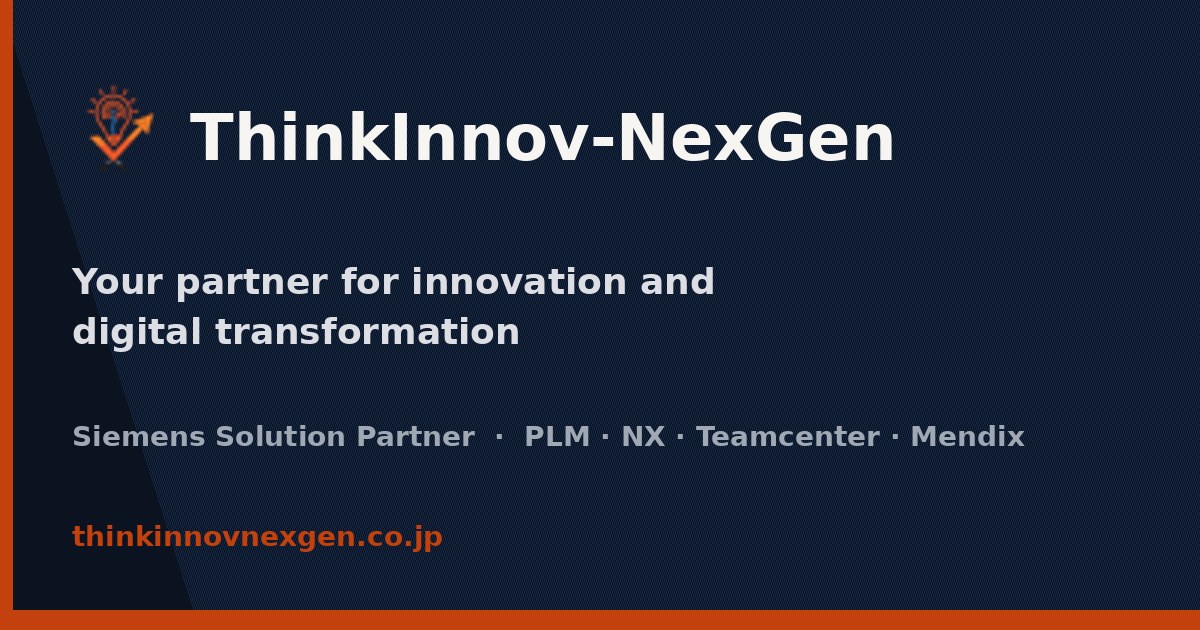 ThinkInnov-NexGen
Your partner for innovation and
digital transformation
Siemens Solution Partner · PLM · NX · Teamcenter · Mendix
thinkinnovnexgen.co.jp